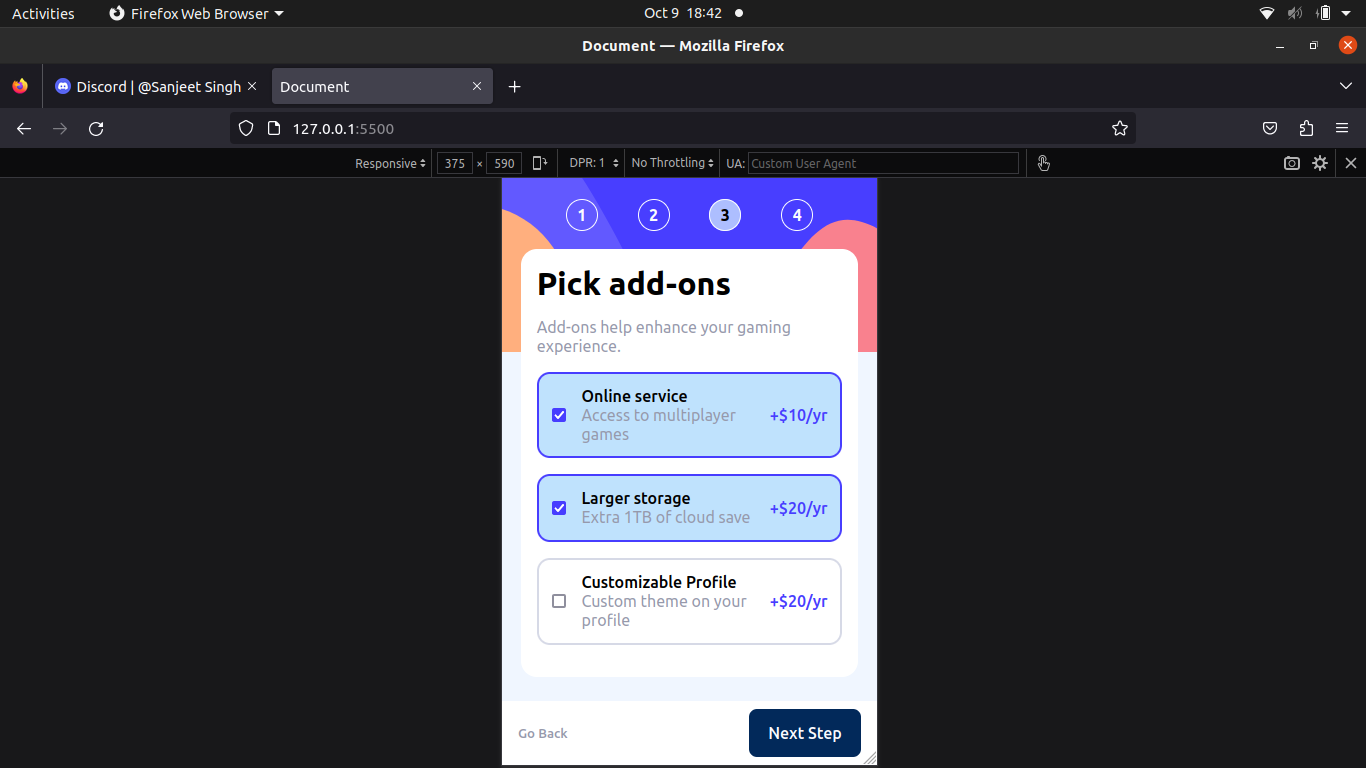 Activities Firefox Web Browser Oct 9 18:42
Document — Mozilla Firefox
Discord | @Sanjeet Singh Document
127.0.0.1:5500
Responsive 375 × 590 DPR: 1 No Throttling UA: Custom User Agent
1 2 3 4
Pick add-ons
Add-ons help enhance your gaming
experience.
Online service
Access to multiplayer
games
+$10/yr
Larger storage
Extra 1TB of cloud save
+$20/yr
Customizable Profile
Custom theme on your
profile
+$20/yr
Go Back Next Step